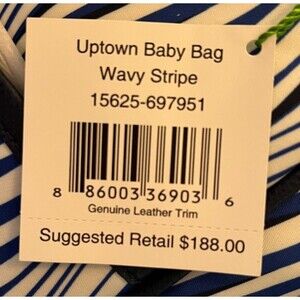 Uptown Baby Bag
Wavy Stripe
15625-697951
8 86003 36903 6
Genuine Leather Trim
Suggested Retail $188.00